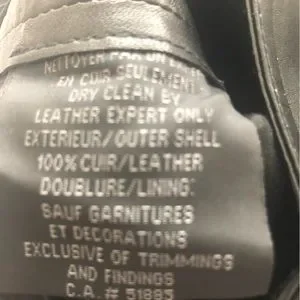 NETTOYER PAR UN
EN CUIR SEULEMENT
DRY CLEAN BY
LEATHER EXPERT ONLY
EXTERIEUR/OUTER SHELL
100% CUIR/LEATHER
DOUBLURE/LINING:
SAUF GARNITURES
ET DECORATIONS
EXCLUSIVE OF TRIMMINGS
AND FINDINGS
C.A.# 51893